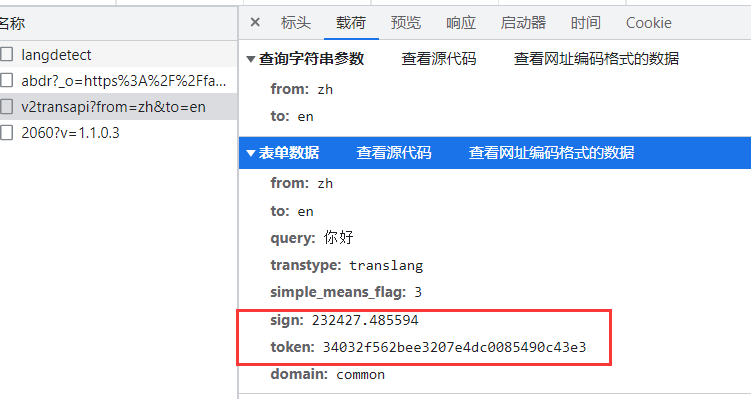 名称
langdetect
abdr?_o=https%3A%2F%2Ffa...
v2transapi?from=zh&to=en
2060?v=1.1.0.3
× 标头 载荷 预览 响应 启动器 时间 Cookie
▼查询字符串参数 查看源代码 查看网址编码格式的数据
from: zh
to: en
▼表单数据 查看源代码 查看网址编码格式的数据
from: zh
to: en
query: 你好
transtype: translang
simple_means_flag: 3
sign: 232427.485594
token: 34032f562bee3207e4dc0085490c43e3
domain: common